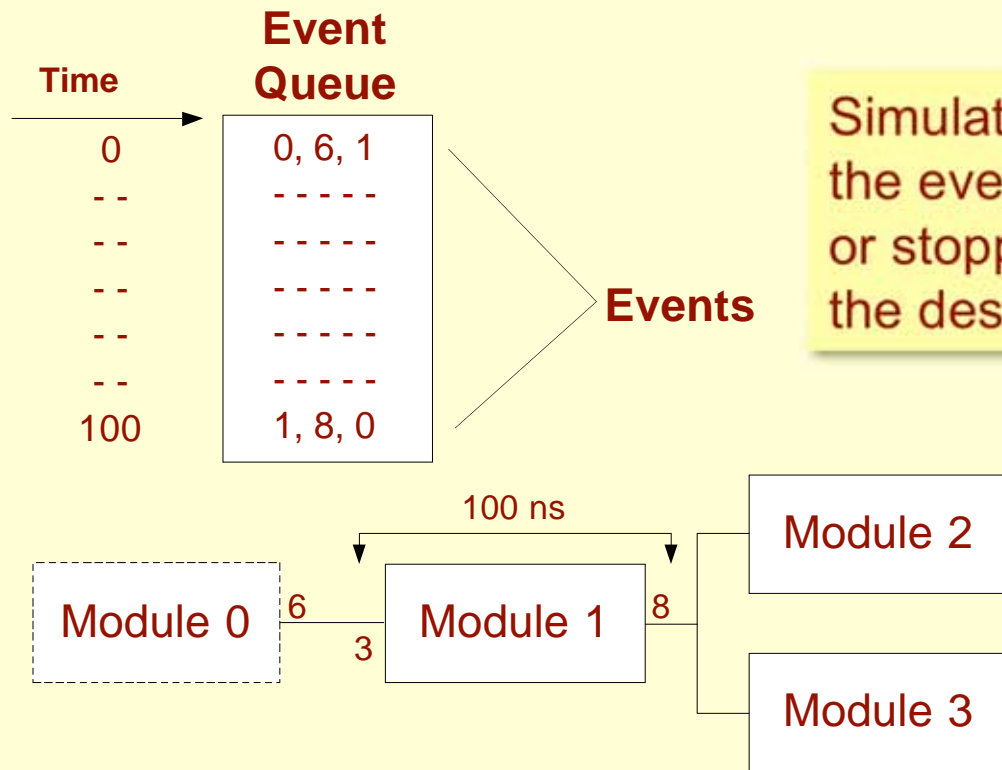 Event
Queue
Time
0 0, 6, 1
- - - - - - -
- - - - - - -
- - - - - - -
- - - - - - -
- - - - - - -
100 1, 8, 0
Events
the
100 ns
Module 0 6 3 Module 1 8
Module 2
Module 3